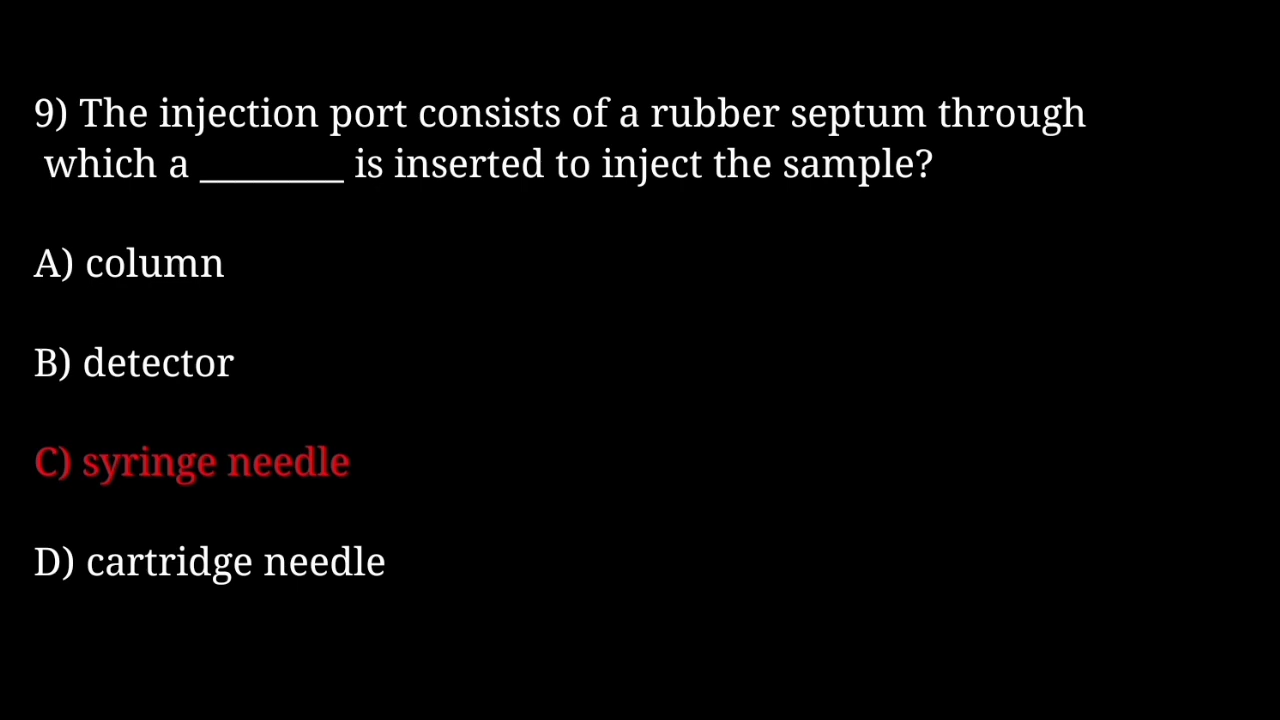 9) The injection port consists of a rubber septum through
which a ________ is inserted to inject the sample?
A) column
B) detector
C) syringe needle
D) cartridge needle